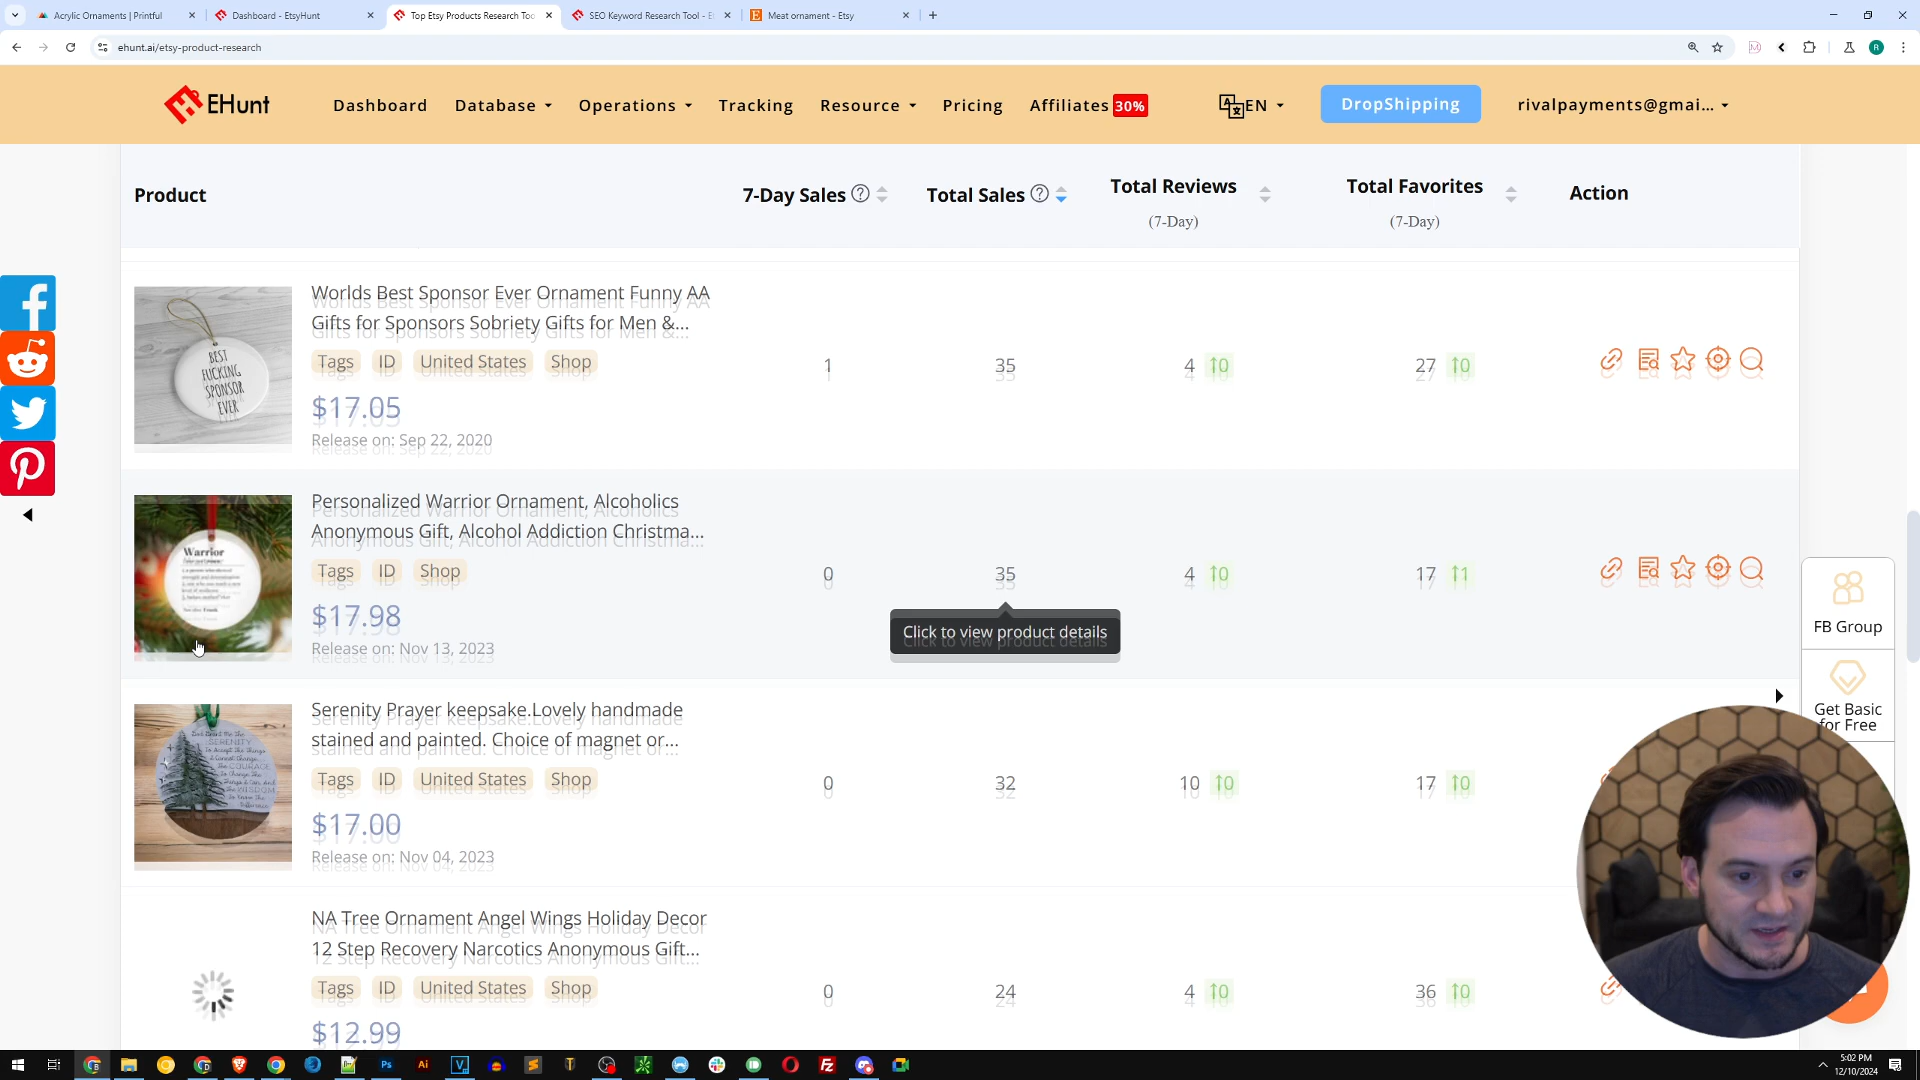 Acrylic Ornaments | Printful
Dashboard - EtsyHunt
Top Etsy Products Research Too
SEO Keyword Research Tool - E
Meat ornament - Etsy
ehunt.ai/etsy-product-research
R
EHunt
Dashboard
Database
Operations
Tracking
Resource
Pricing
Affiliates 30%
EN
DropShipping
rivalpayments@gmai...
Product
7-Day Sales
Total Sales
Total Reviews
(7-Day)
Total Favorites
(7-Day)
Action
BEST
FUCKING
SPONSOR
EVER
Worlds Best Sponsor Ever Ornament Funny AA
Gifts for Sponsors Sobriety Gifts for Men &...
Tags ID United States Shop
$17.05
Release on: Sep 22, 2020
1
35
4 ↑0
27 ↑0
Warrior
Personalized Warrior Ornament, Alcoholics
Anonymous Gift, Alcohol Addiction Christma...
Tags ID Shop
$17.98
Release on: Nov 13, 2023
0
35
4 ↑0
17 ↑1
Click to view product details
FB Group
Get Basic
for Free
SERENITY
COURAGE
WISDOM
Serenity Prayer keepsake.Lovely handmade
stained and painted. Choice of magnet or...
Tags ID United States Shop
$17.00
Release on: Nov 04, 2023
0
32
10 ↑0
17 ↑0
NA Tree Ornament Angel Wings Holiday Decor
12 Step Recovery Narcotics Anonymous Gift...
Tags ID United States Shop
$12.99
0
24
4 ↑0
36 ↑0
5:02 PM
12/10/2024